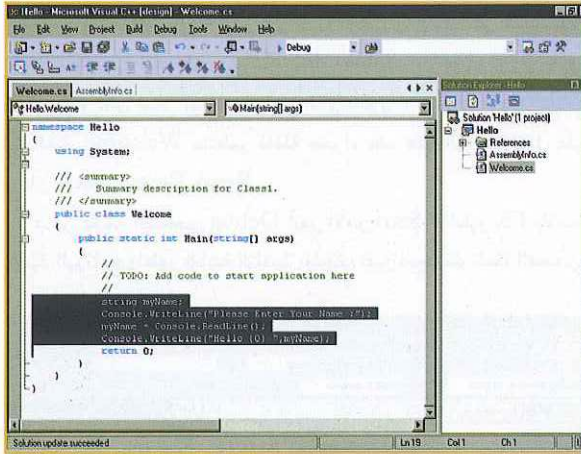 Hello - Microsoft Visual C++ [design] - Welcome.cs
File Edit View Project Build Debug Tools Window Help
Debug
Welcome.cs AssemblyInfo.cs
Hello.Welcome
Main(string[] args)
namespace Hello
{
using System;
/// <summary>
/// Summary description for Class1.
/// </summary>
public class Welcome
{
public static int Main(string[] args)
{
//
// TODO: Add code to start application here
//
string myName;
Console.WriteLine("Please Enter Your Name :");
myName = Console.ReadLine();
Console.WriteLine("Hello {0} ",myName);
return 0;
}
}
}
Solution Explorer - Hello
Solution 'Hello' (1 project)
Hello
References
AssemblyInfo.cs
Welcome.cs
Solution update succeeded
Ln 19 Col 1 Ch 1